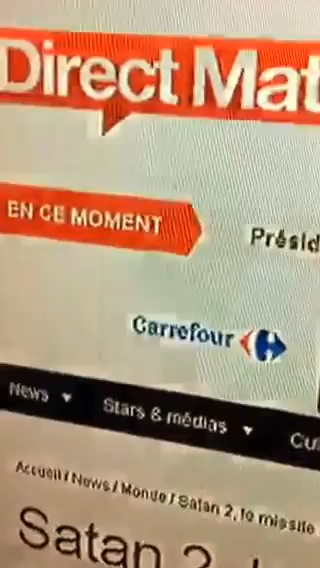 Direct Mat
EN CE MOMENT
Présid
Carrefour
News
Stars & médias
Cu
Accueil / News / Monde / Satan 2, le missile
Satan 2